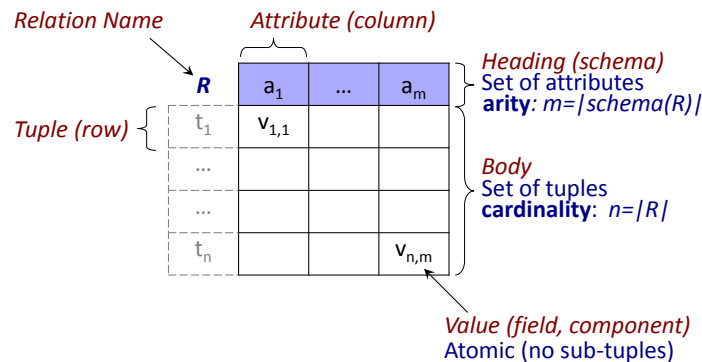 Relation Name
Attribute (column)
R
a1
...
am
Heading (schema)
Set of attributes
arity: m=|schema(R)|
Tuple (row)
t1
v1,1
...
...
tn
vn,m
Body
Set of tuples
cardinality: n=|R|
Value (field, component)
Atomic (no sub-tuples)